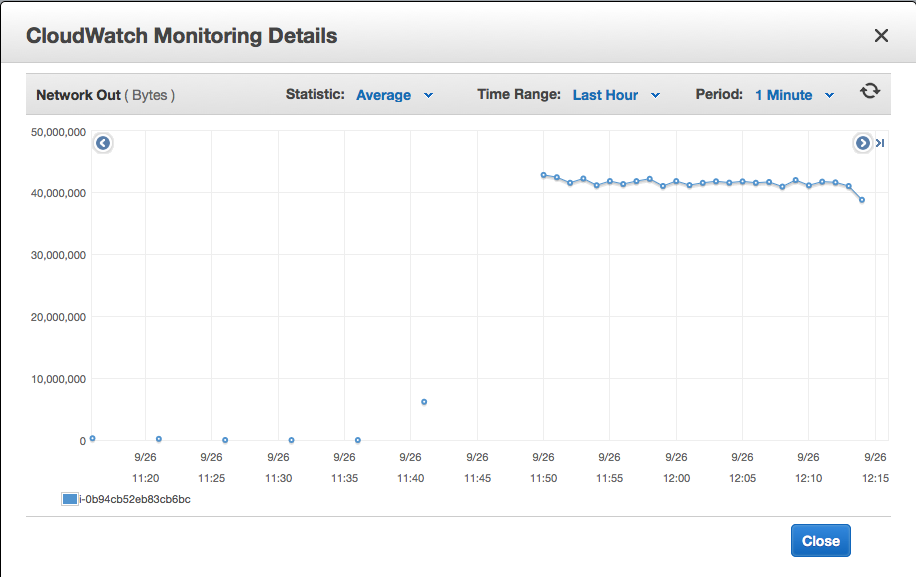 CloudWatch Monitoring Details
Network Out ( Bytes ) Statistic: Average Time Range: Last Hour Period: 1 Minute
50,000,000
40,000,000
30,000,000
20,000,000
10,000,000
0
9/26 9/26 9/26 9/26 9/26 9/26 9/26 9/26 9/26 9/26 9/26 9/26
11:20 11:25 11:30 11:35 11:40 11:45 11:50 11:55 12:00 12:05 12:10 12:15
i-0b94cb52eb83cb6bc
Close